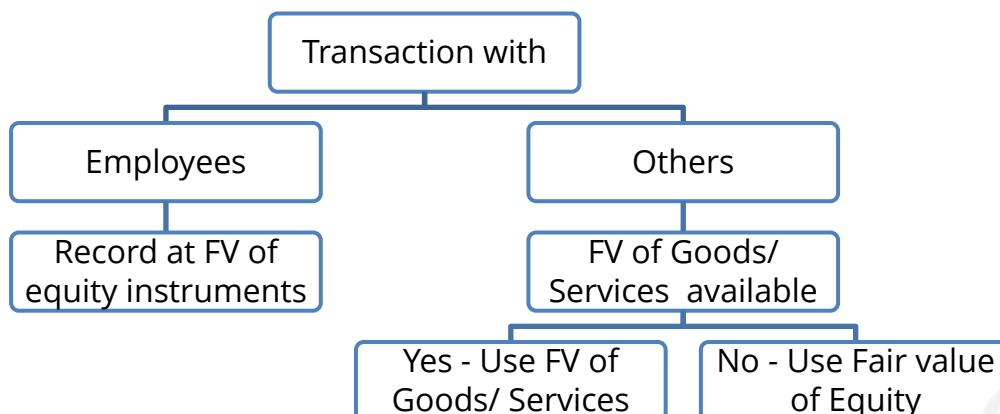 Transaction with
Employees
Others
Record at FV of
equity instruments
FV of Goods/
Services available
Yes - Use FV of
Goods/ Services
No - Use Fair value
of Equity